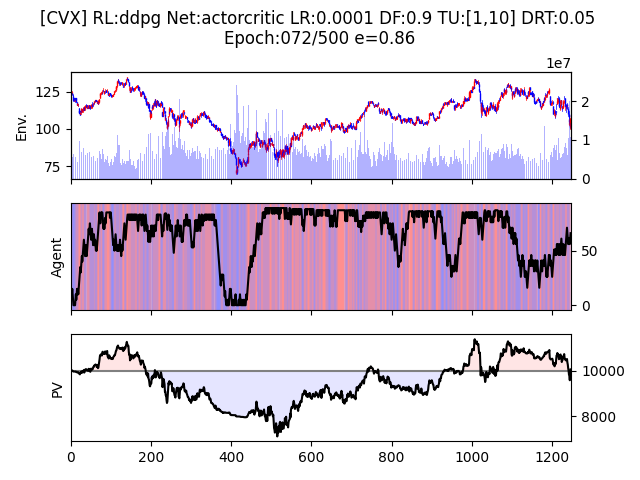 [CVX] RL:ddpg Net:actorcritic LR:0.0001 DF:0.9 TU:[1,10] DRT:0.05
Epoch:072/500 e=0.86
1e7
125
100
75
Env.
2
1
0
Agent
50
0
PV
10000
8000
0
200
400
600
800
1000
1200